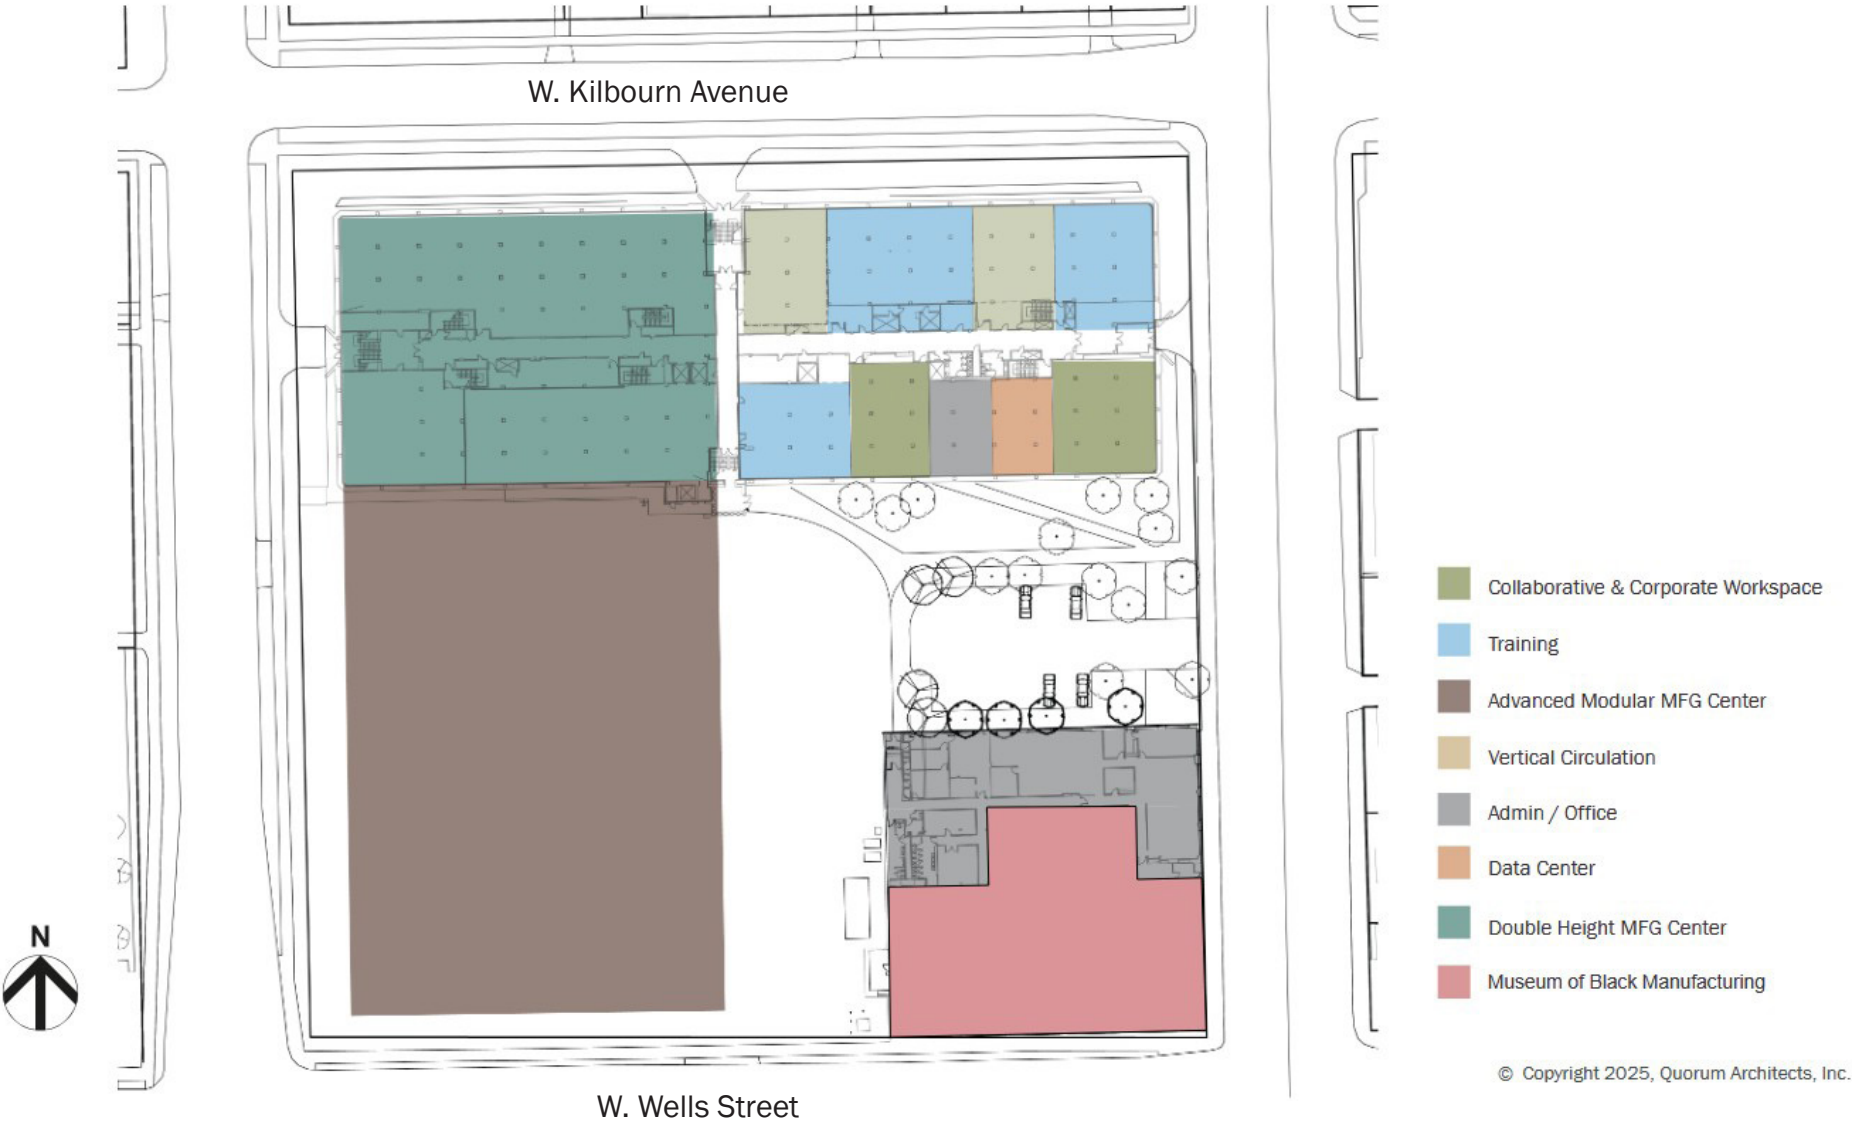 W. Kilbourn Avenue
Collaborative & Corporate Workspace
Training
Advanced Modular MFG Center
Vertical Circulation
Admin / Office
Data Center
Double Height MFG Center
Museum of Black Manufacturing
N
© Copyright 2025, Quorum Architects, Inc.
W. Wells Street